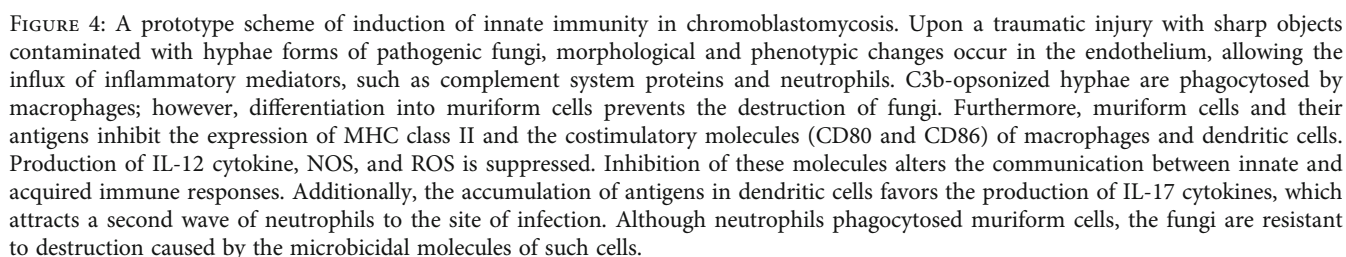 FIGURE 4: A prototype scheme of induction of innate immunity in chromoblastomycosis. Upon a traumatic injury with sharp objects
contaminated with hyphae forms of pathogenic fungi, morphological and phenotypic changes occur in the endothelium, allowing the
influx of inflammatory mediators, such as complement system proteins and neutrophils. C3b-opsonized hyphae are phagocytosed by
macrophages; however, differentiation into muriform cells prevents the destruction of fungi. Furthermore, muriform cells and their
antigens inhibit the expression of MHC class II and the costimulatory molecules (CD80 and CD86) of macrophages and dendritic cells.
Production of IL-12 cytokine, NOS, and ROS is suppressed. Inhibition of these molecules alters the communication between innate and
acquired immune responses. Additionally, the accumulation of antigens in dendritic cells favors the production of IL-17 cytokines, which
attracts a second wave of neutrophils to the site of infection. Although neutrophils phagocytosed muriform cells, the fungi are resistant
to destruction caused by the microbicidal molecules of such cells.